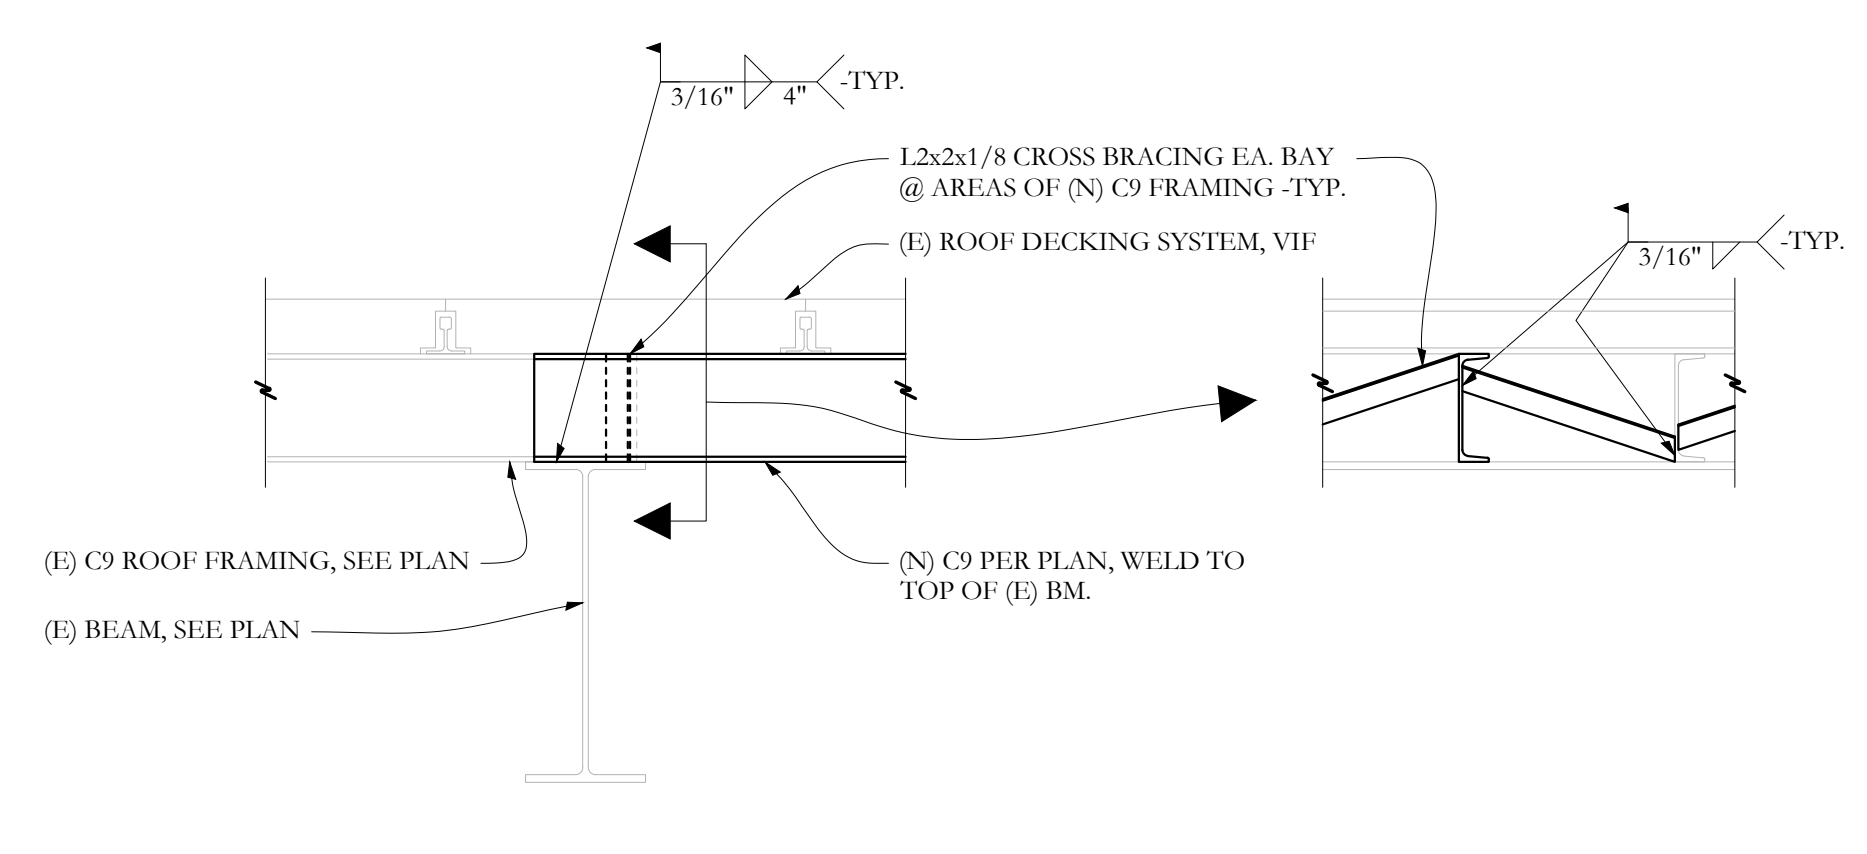 -TYP.
3/16" 4"
L2x2x1/8 CROSS BRACING EA. BAY
@ AREAS OF (N) C9 FRAMING -TYP.
(E) ROOF DECKING SYSTEM, VIF
-TYP.
3/16"
(E) C9 ROOF FRAMING, SEE PLAN
(N) C9 PER PLAN, WELD TO
TOP OF (E) BM.
(E) BEAM, SEE PLAN